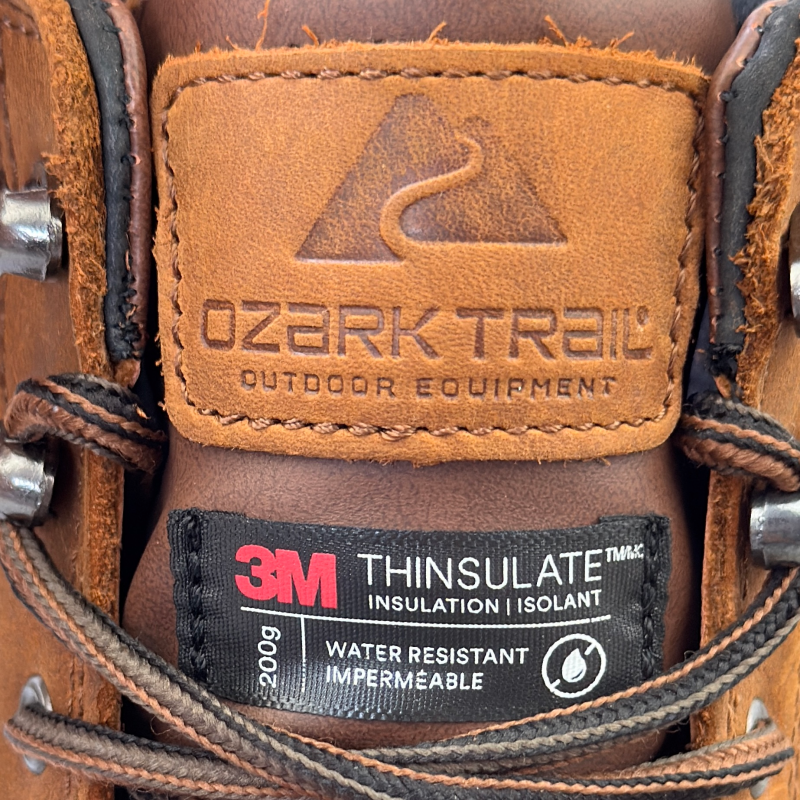 OZARK TRAIL®
OUTDOOR EQUIPMENT
3M THINSULATE™/MC
INSULATION | ISOLANT
200g
WATER RESISTANT
IMPERMÉABLE